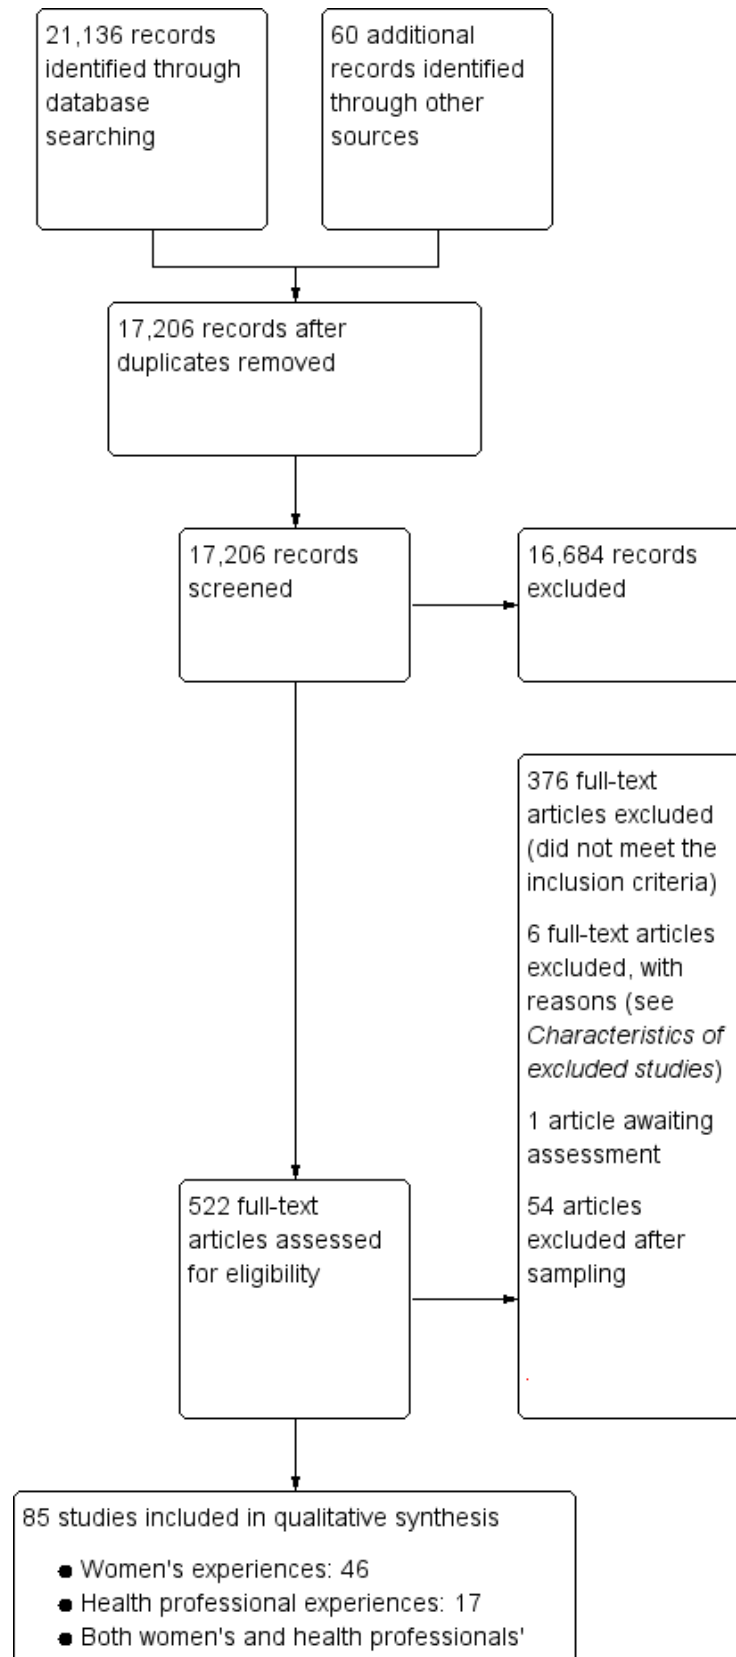 21,136 records
identified through
database
searching
60 additional
records identified
through other
sources
17,206 records after
duplicates removed
17,206 records
screened
16,684 records
excluded
376 full-text
articles excluded
(did not meet the
inclusion criteria)
6 full-text articles
excluded, with
reasons (see
Characteristics of
excluded studies)
1 article awaiting
assessment
54 articles
excluded after
sampling
.
522 full-text
articles assessed
for eligibility
85 studies included in qualitative synthesis
● Women's experiences: 46
● Health professional experiences: 17
● Both women's and health professionals'